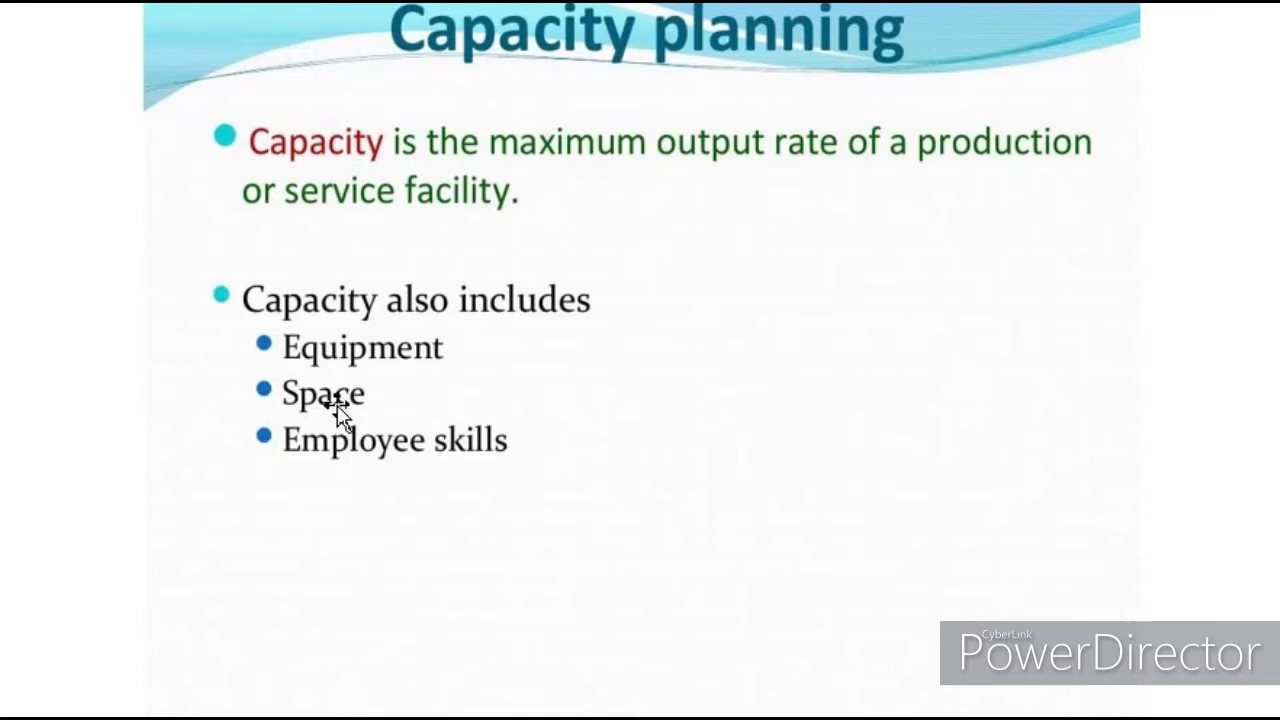 Capacity planning
Capacity is the maximum output rate of a production
or service facility.
Capacity also includes
Equipment
Space
Employee skills
CyberLink
PowerDirector